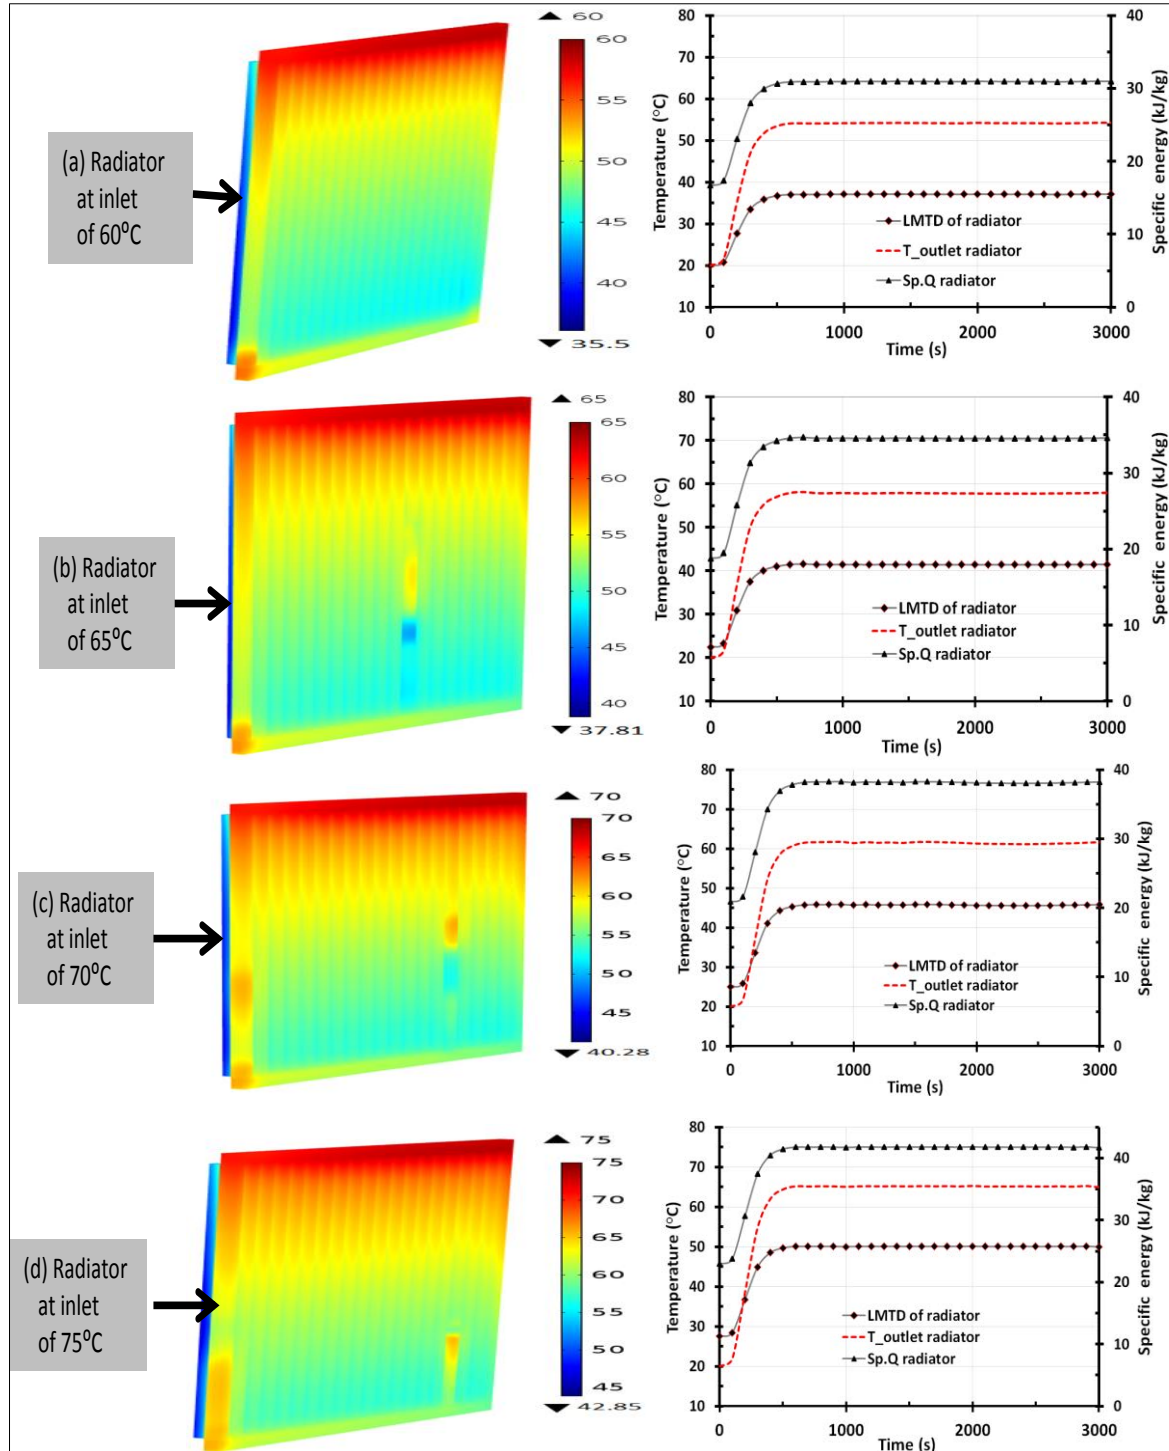 (a) Radiator
at inlet
of 60⁰C
▲ 60
60
55
50
45
40
▼ 35.5
80
70
60
50
40
30
20
10
Temperature (°C)
40
30
20
10
0
Specific energy (kJ/kg)
LMTD of radiator
T_outlet radiator
Sp.Q radiator
0
1000
2000
3000
Time (s)
(b) Radiator
at inlet
of 65⁰C
▲ 65
65
60
55
50
45
40
▼ 37.81
80
70
60
50
40
30
20
10
Temperature (°C)
40
30
20
10
0
Specific energy (kJ/kg)
LMTD of radiator
T_outlet radiator
Sp.Q radiator
0
1000
2000
3000
Time (s)
(c) Radiator
at inlet
of 70⁰C
▲ 70
70
65
60
55
50
45
▼ 40.28
80
70
60
50
40
30
20
10
Temperature (°C)
40
30
20
10
0
Specific energy (kJ/kg)
LMTD of radiator
T_outlet radiator
Sp.Q radiator
0
1000
2000
3000
Time (s)
(d) Radiator
at inlet
of 75⁰C
▲ 75
75
70
65
60
55
50
45
▼ 42.85
80
70
60
50
40
30
20
10
Temperature (°C)
40
30
20
10
0
Specific energy (kJ/kg)
LMTD of radiator
T_outlet radiator
Sp.Q radiator
0
1000
2000
3000
Time (s)